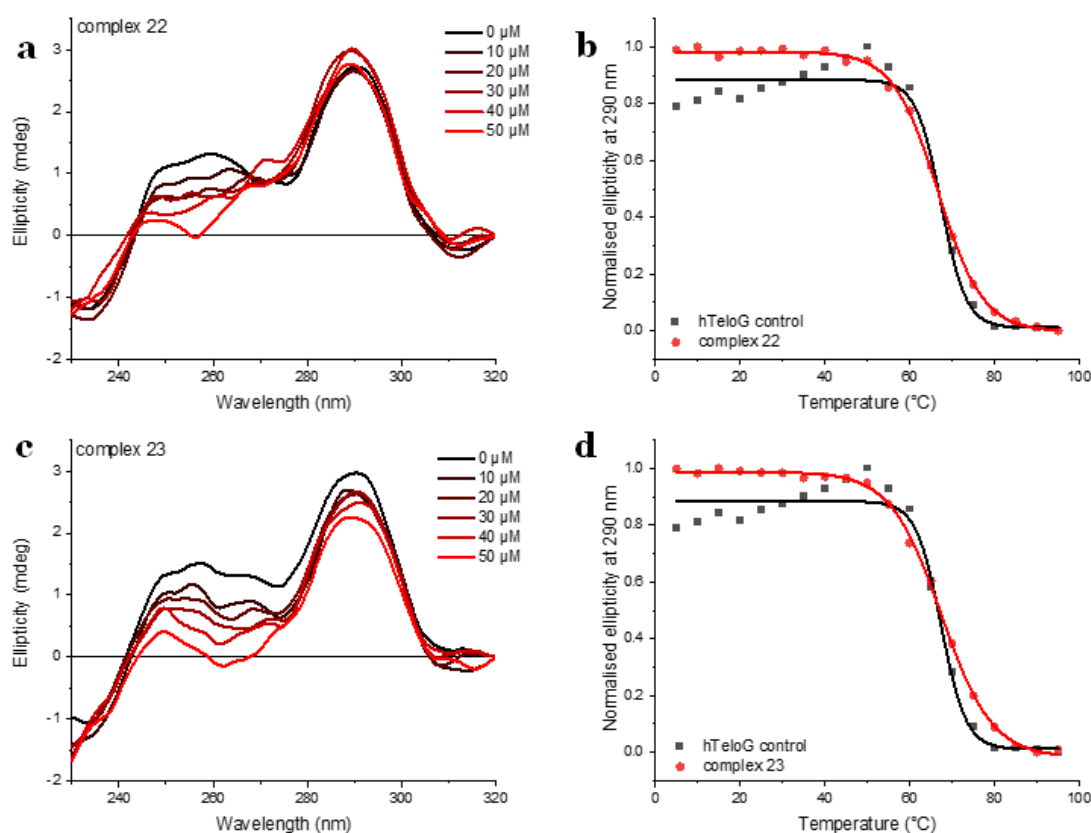 a
complex 22
0 µM
10 µM
20 µM
30 µM
40 µM
50 µM
Ellipticity (mdeg)
3
2
1
0
-1
-2
240
260
280
300
320
Wavelength (nm)
b
Normalised ellipticity at 290 nm
1.0
0.8
0.6
0.4
0.2
0.0
hTeloG control
complex 22
0
20
40
60
80
100
Temperature (°C)
c
complex 23
0 µM
10 µM
20 µM
30 µM
40 µM
50 µM
Ellipticity (mdeg)
3
2
1
0
-1
-2
240
260
280
300
320
Wavelength (nm)
d
Normalised ellipticity at 290 nm
1.0
0.8
0.6
0.4
0.2
0.0
hTeloG control
complex 23
0
20
40
60
80
100
Temperature (°C)